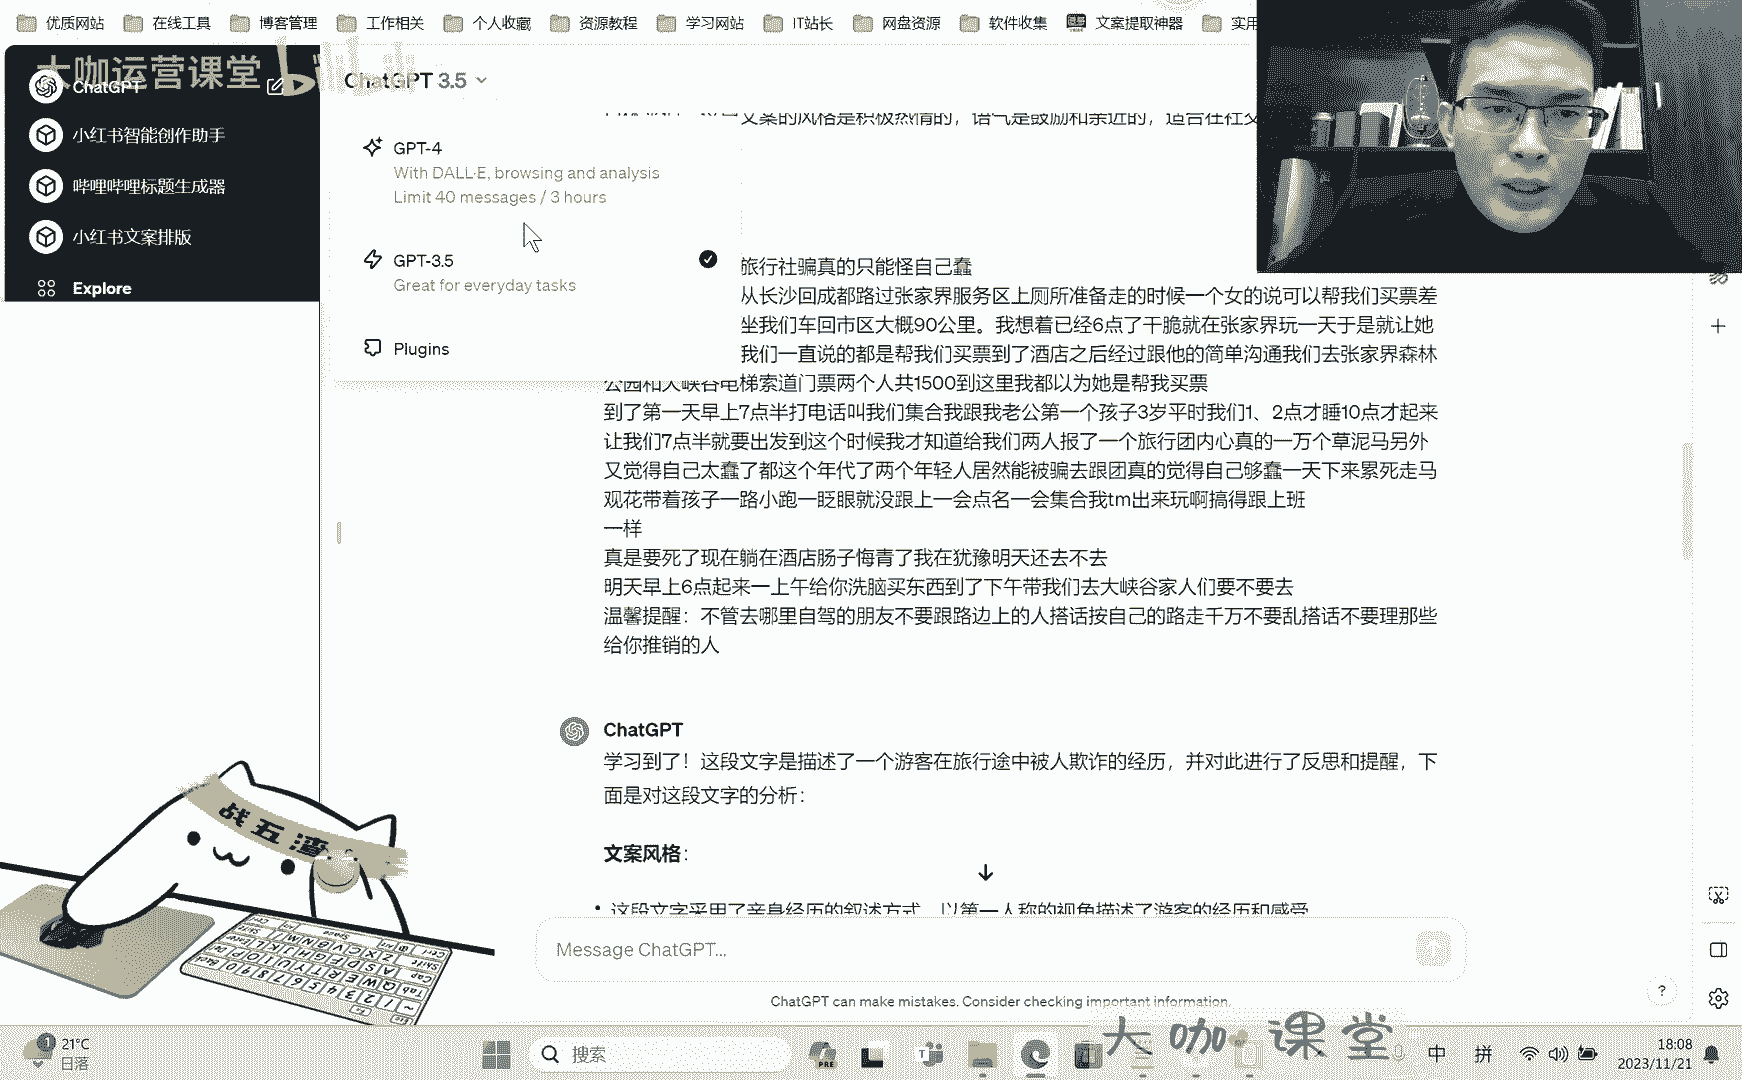 优质网站 在线工具 博客管理 工作相关 个人收藏 资源教程 学习网站 IT站长 网盘资源 软件收集 文案提取神器 实用
大咖运营课堂 bilibili
ChatGPT
小红书智能创作助手
哔哩哔哩标题生成器
小红书文案排版
Explore
ChatGPT 3.5
GPT-4
With DALL·E, browsing and analysis
Limit 40 messages / 3 hours
GPT-3.5
Great for everyday tasks
Plugins
文案的风格是积极热情的，语气是鼓励和亲近的，适合在社交
旅行社骗真的只能怪自己蠢
从长沙回成都路过张家界服务区上厕所准备走的时候一个女的说可以帮我们买票差
坐我们车回市区大概90公里。我想着已经6点了干脆就在张家界玩一天于是就让她
我们一直说的都是帮我们买票到了酒店之后经过跟他的简单沟通我们去张家界森林
公园和大峡谷电梯索道门票两个人共1500到这里我都以为她是帮我买票
到了第一天早上7点半打电话叫我们集合我跟我老公第一个孩子3岁平时我们1、2点才睡10点才起来
让我们7点半就要出发到这个时候我才知道给我们两人报了一个旅行团内心真的一万个草泥马另外
又觉得自己太蠢了都这个年代了两个年轻人居然能被骗去跟团真的觉得自己够蠢一天下来累死走马
观花带着孩子一路小跑一眨眼就没跟上一会点名一会集合我tm出来玩啊搞得跟上班
一样
真是要死了现在躺在酒店肠子悔青了我在犹豫明天还去不去
明天早上6点起来一上午给你洗脑买东西到了下午带我们去大峡谷家人们要不要去
温馨提醒：不管去哪里自驾的朋友不要跟路边上的人搭话按自己的路走千万不要乱搭话不要理那些
给你推销的人
ChatGPT
学习到了！这段文字是描述了一个游客在旅行途中被人欺诈的经历，并对此进行了反思和提醒，下
面是对这段文字的分析：
文案风格：
• 这段文字采用了亲身经历的叙述方式，以第一人称的视角描述了游客的经历和感受
Message ChatGPT...
ChatGPT can make mistakes. Consider checking important information.
?
战五渣
大咖课堂
1
21°C
日落
搜索
PRE
中 拼
18:08
2023/11/21